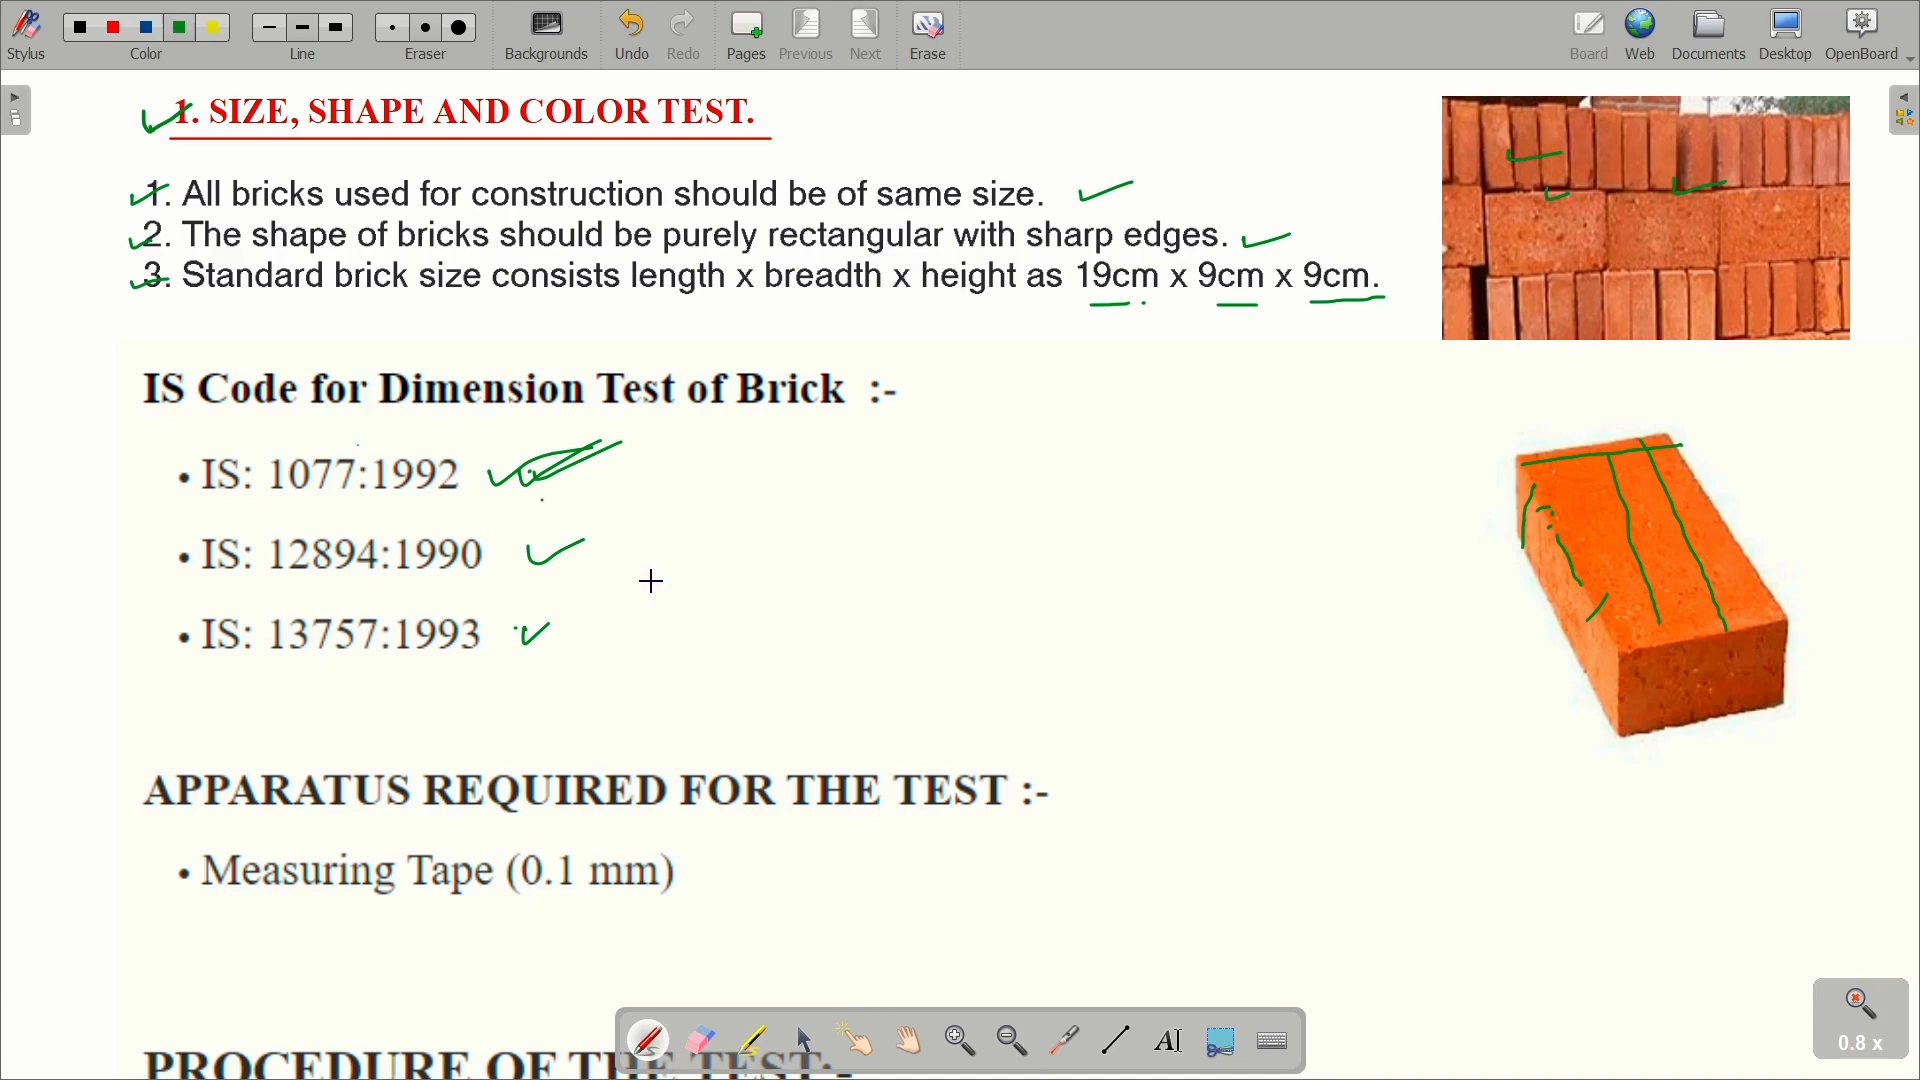 Stylus Color Line Eraser Backgrounds Undo Redo Pages Previous Next Erase Board Web Documents Desktop OpenBoard
1. SIZE, SHAPE AND COLOR TEST.
1. All bricks used for construction should be of same size.
2. The shape of bricks should be purely rectangular with sharp edges.
3. Standard brick size consists length x breadth x height as 19cm x 9cm x 9cm.
IS Code for Dimension Test of Brick :-
• IS: 1077:1992
• IS: 12894:1990
• IS: 13757:1993
APPARATUS REQUIRED FOR THE TEST :-
• Measuring Tape (0.1 mm)
PROCEDURE OF THE TEST:-
0.8 x